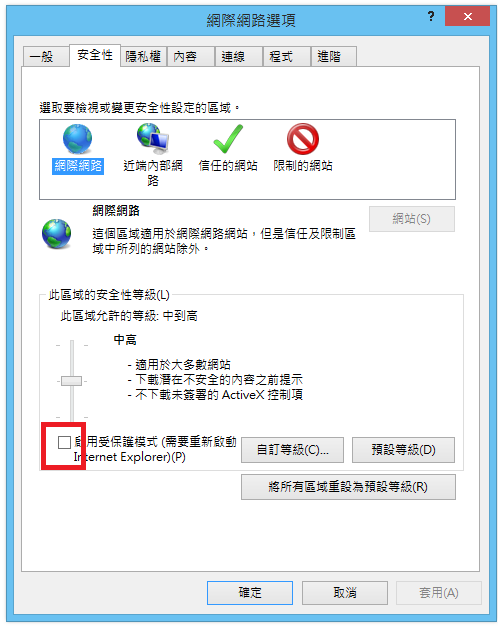 網際網路選項
?
一般
安全性
隱私權
內容
連線
程式
進階
選取要檢視或變更安全性設定的區域。
網際網路
近端內部網
路
信任的網站
限制的網站
網際網路
這個區域適用於網際網路網站，但是信任及限制區
域中所列的網站除外。
網站(S)
此區域的安全性等級(L)
此區域允許的等級: 中到高
中高
- 適用於大多數網站
- 下載潛在不安全的內容之前提示
- 不下載未簽署的 ActiveX 控制項
啟用受保護模式 (需要重新啟動
Internet Explorer)(P)
自訂等級(C)...
預設等級(D)
將所有區域重設為預設等級(R)
確定
取消
套用(A)